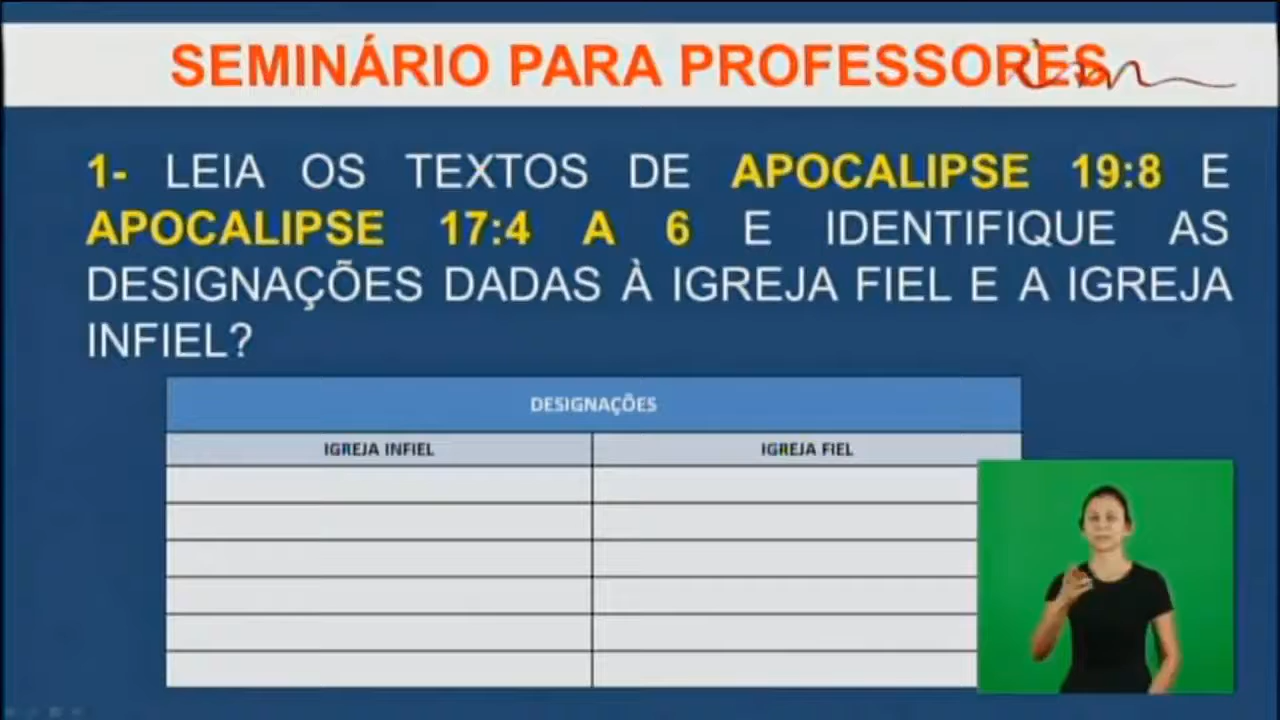 SEMINÁRIO PARA PROFESSORES
1- LEIA OS TEXTOS DE APOCALIPSE 19:8 E
APOCALIPSE 17:4 A 6 E IDENTIFIQUE AS
DESIGNAÇÕES DADAS À IGREJA FIEL E A IGREJA
INFIEL?
DESIGNAÇÕES
IGREJA INFIEL
IGREJA FIEL